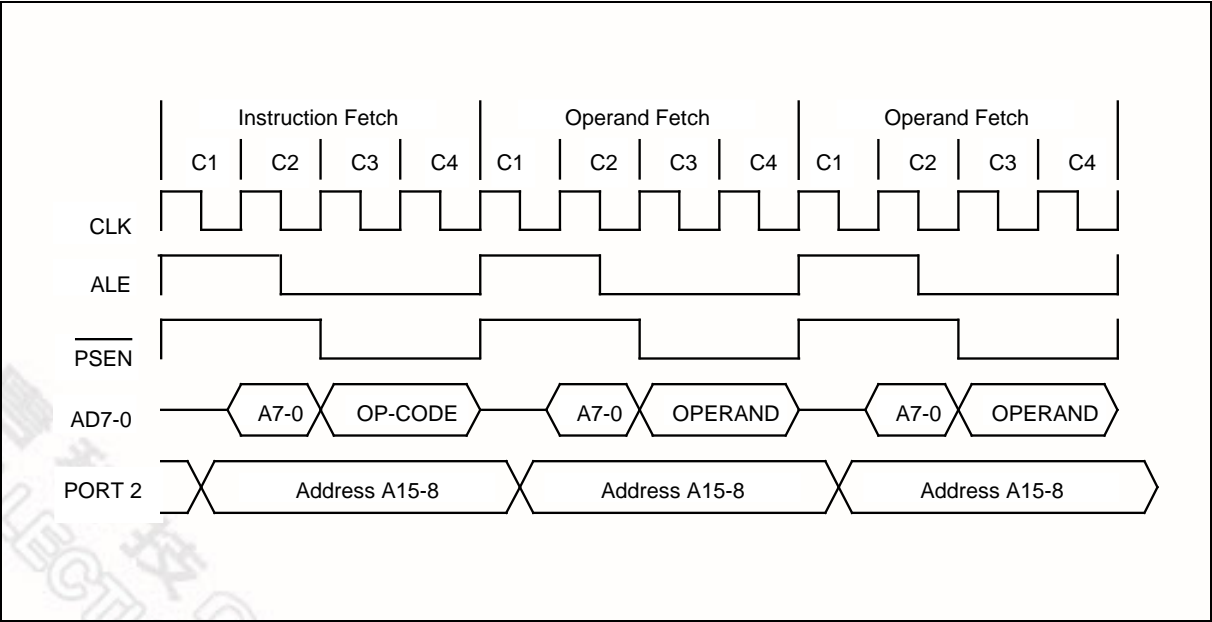 Instruction Fetch Operand Fetch Operand Fetch
C1 C2 C3 C4 C1 C2 C3 C4 C1 C2 C3 C4
CLK
ALE
PSEN
AD7-0 A7-0 OP-CODE A7-0 OPERAND A7-0 OPERAND
PORT 2 Address A15-8 Address A15-8 Address A15-8